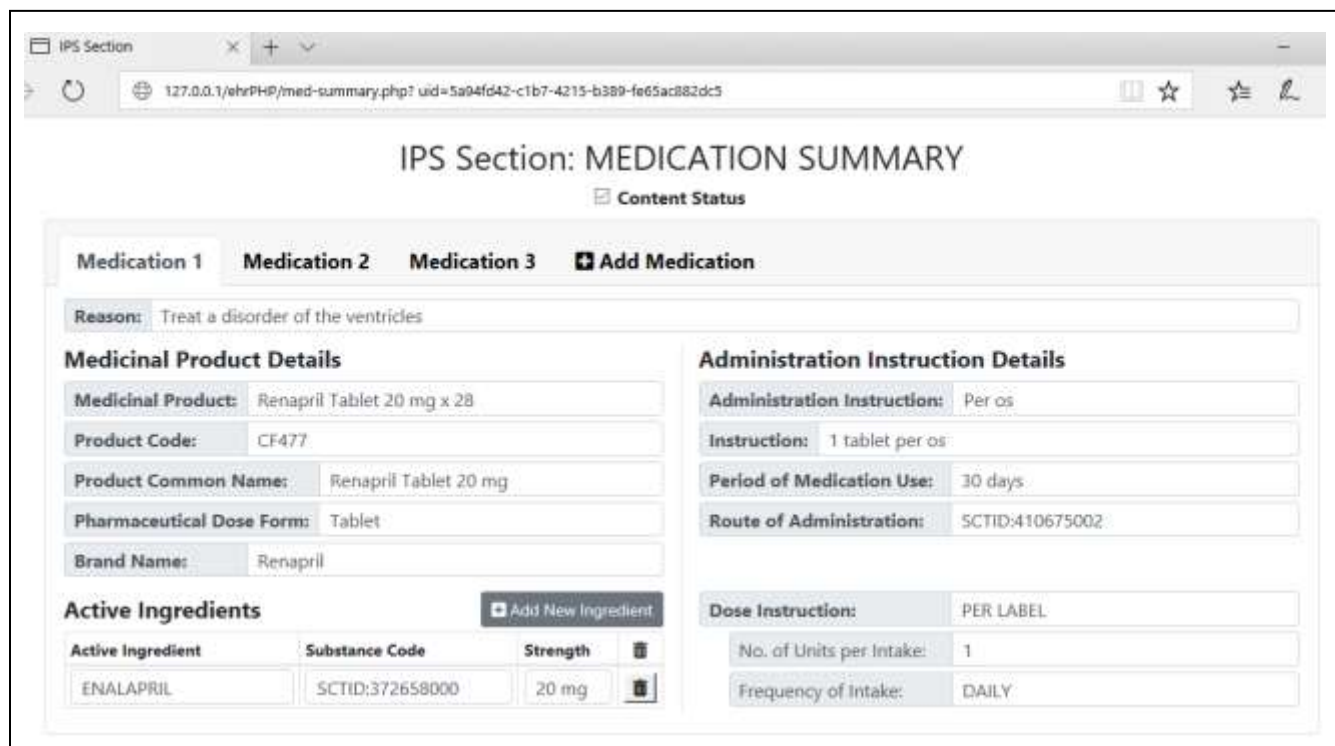 IPS Section
127.0.0.1/ehrPHP/med-summary.php? uid=5a94fd42-c1b7-4215-b389-fe65ac882dc5
IPS Section: MEDICATION SUMMARY
Content Status
Medication 1 Medication 2 Medication 3 Add Medication
Reason: Treat a disorder of the ventricles
Medicinal Product Details
Medicinal Product: Renapril Tablet 20 mg x 28
Product Code: CF477
Product Common Name: Renapril Tablet 20 mg
Pharmaceutical Dose Form: Tablet
Brand Name: Renapril
Active Ingredients Add New Ingredient
Active Ingredient Substance Code Strength
ENALAPRIL SCTID:372658000 20 mg
Administration Instruction Details
Administration Instruction: Per os
Instruction: 1 tablet per os
Period of Medication Use: 30 days
Route of Administration: SCTID:410675002
Dose Instruction: PER LABEL
No. of Units per Intake: 1
Frequency of Intake: DAILY